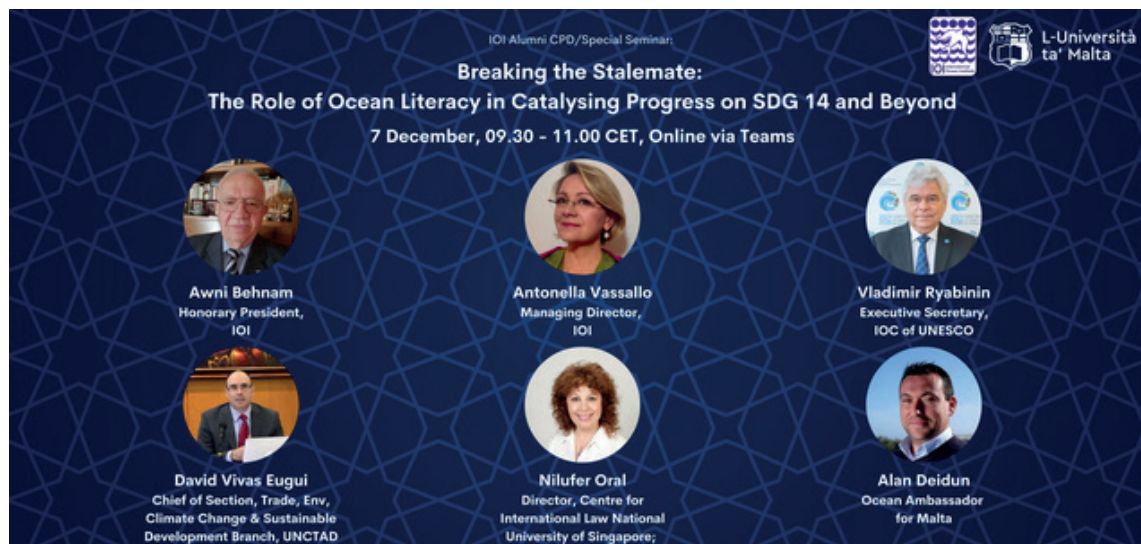 IOI Alumni CPD/Special Seminar:
L-Università
ta' Malta
Breaking the Stalemate:
The Role of Ocean Literacy in Catalysing Progress on SDG 14 and Beyond
7 December, 09.30 - 11.00 CET, Online via Teams
Awni Behnam
Honorary President,
IOI
Antonella Vassallo
Managing Director,
IOI
Vladimir Ryabinin
Executive Secretary,
IOC of UNESCO
David Vivas Eugui
Chief of Section, Trade, Env,
Climate Change & Sustainable
Development Branch, UNCTAD
Nilufer Oral
Director, Centre for
International Law National
University of Singapore;
Alan Deidun
Ocean Ambassador
for Malta